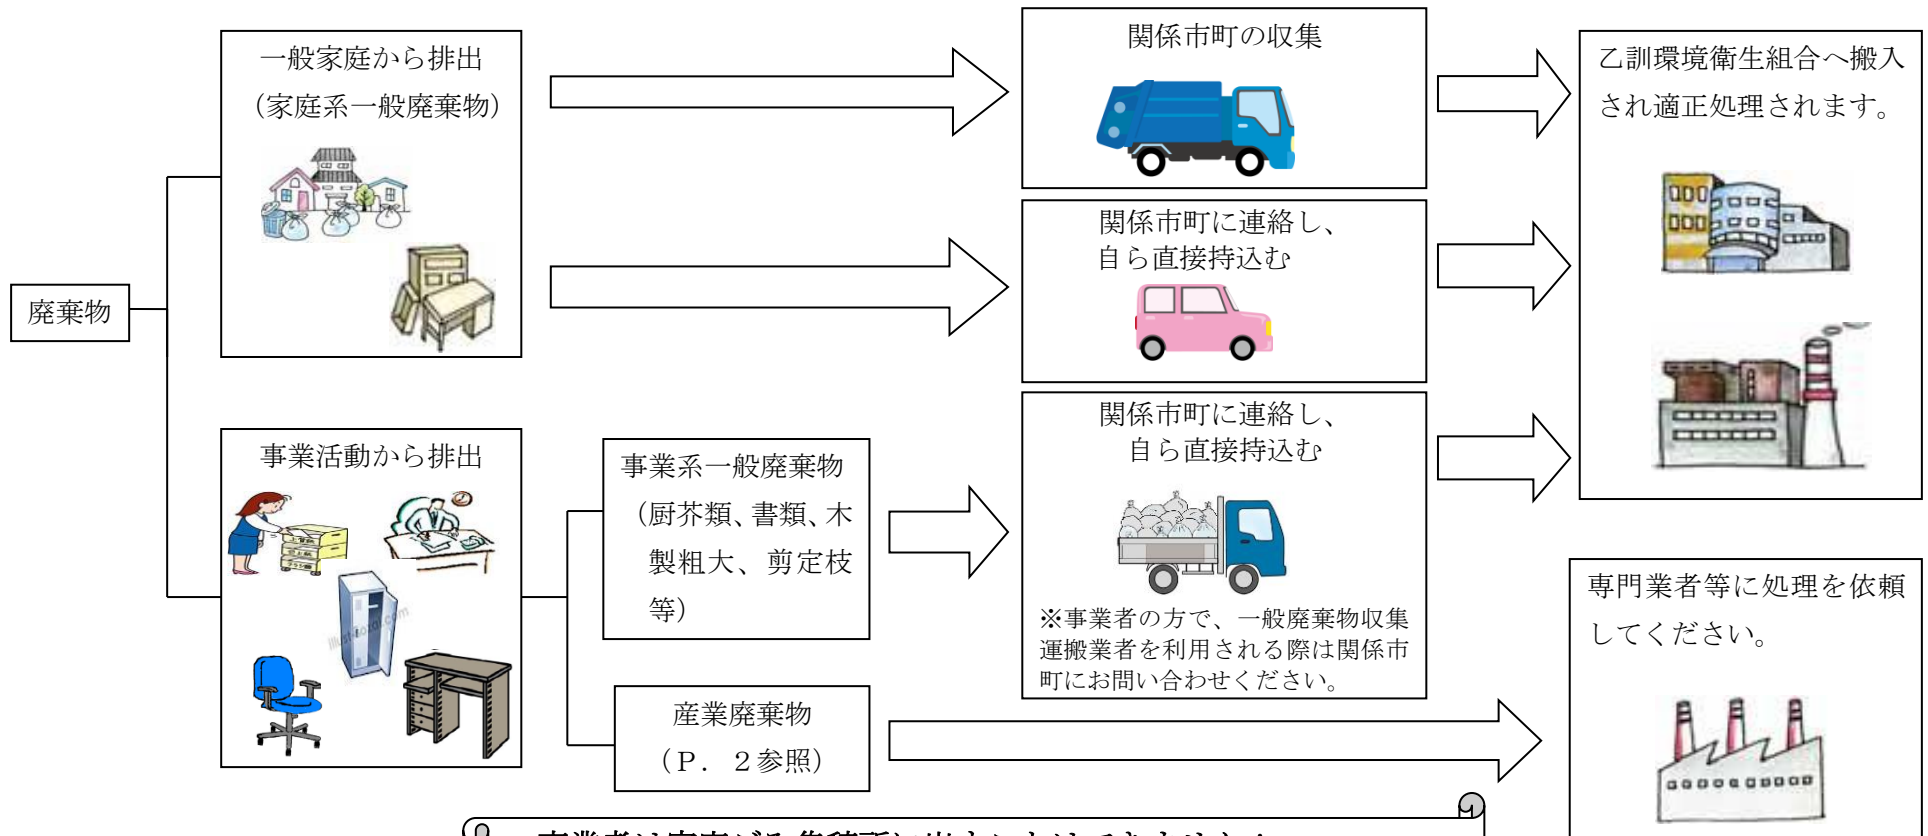 廃棄物
一般家庭から排出
（家庭系一般廃棄物）
関係市町の収集
関係市町に連絡し、
自ら直接持込む
乙訓環境衛生組合へ搬入
され適正処理されます。
事業活動から排出
事業系一般廃棄物
（厨芥類、書類、木
製粗大、剪定枝
等）
関係市町に連絡し、
自ら直接持込む
※事業者の方で、一般廃棄物収集
運搬業者を利用される際は関係市
町にお問い合わせください。
産業廃棄物
（Ｐ．２参照）
専門業者等に処理を依頼
してください。